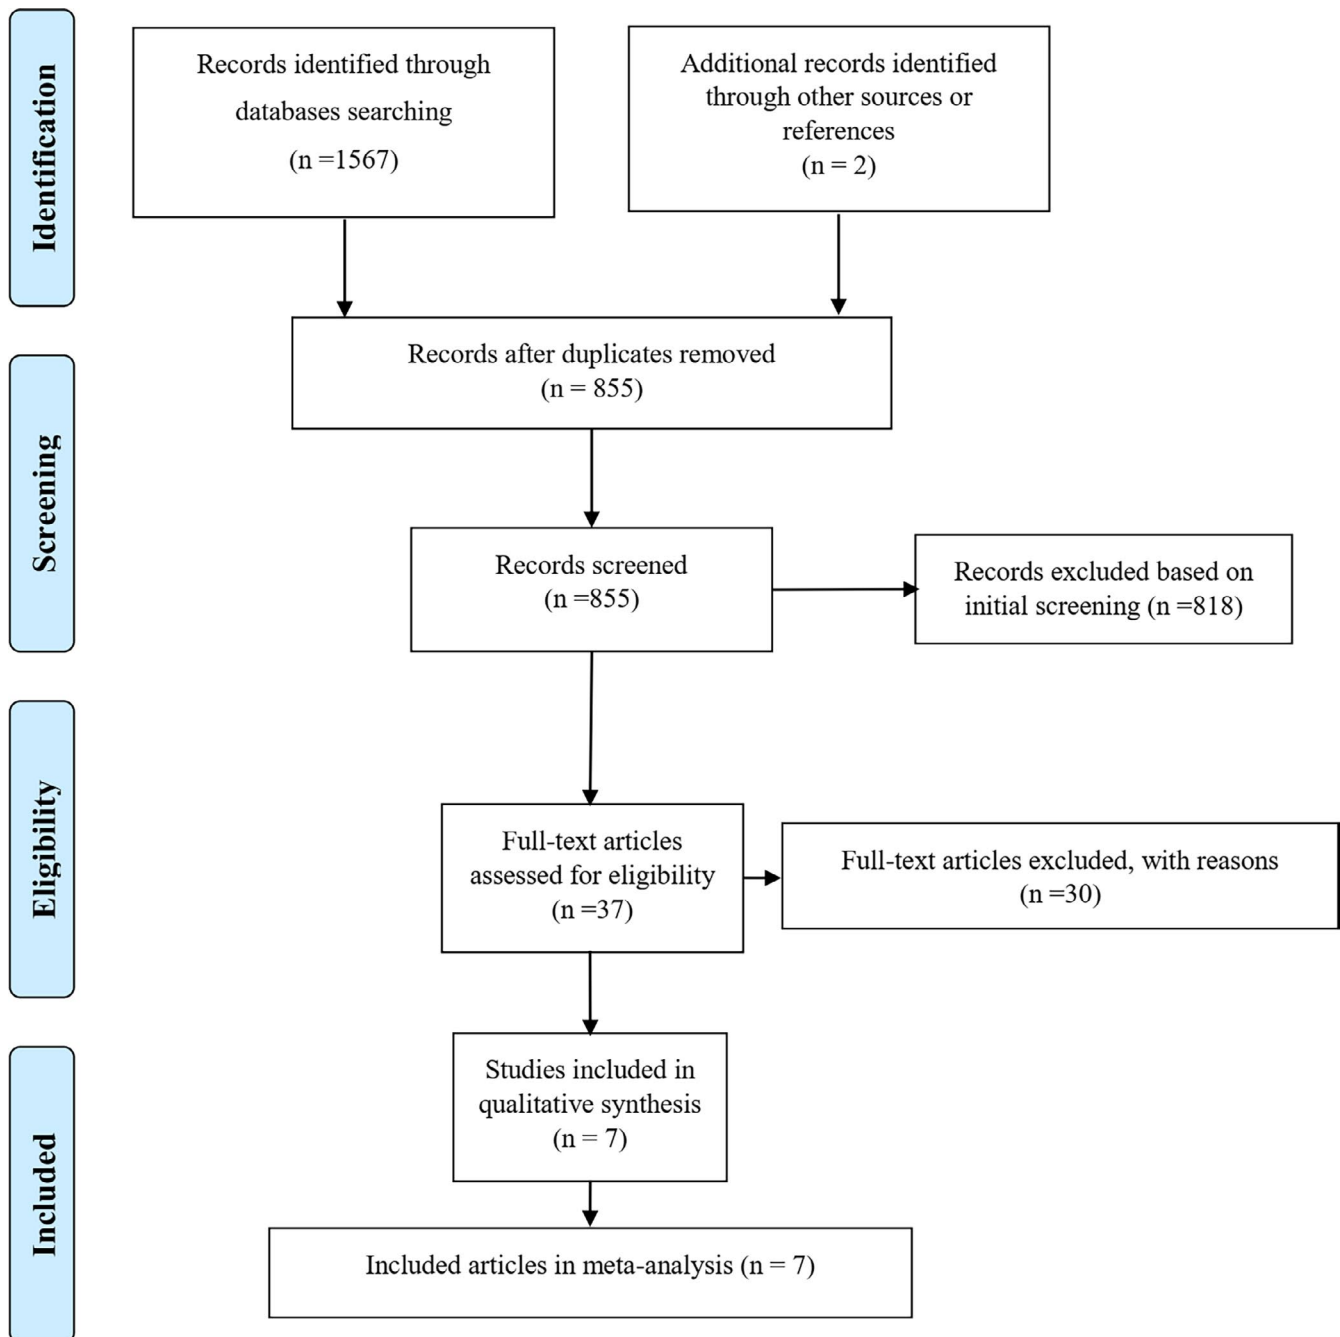 Identification
Records identified through
databases searching
(n =1567)
Additional records identified
through other sources or
references
(n = 2)
Records after duplicates removed
(n = 855)
Screening
Records screened
(n =855)
Records excluded based on
initial screening (n =818)
Eligibility
Full-text articles
assessed for eligibility
(n =37)
Full-text articles excluded, with reasons
(n =30)
Included
Studies included in
qualitative synthesis
(n = 7)
Included articles in meta-analysis (n = 7)